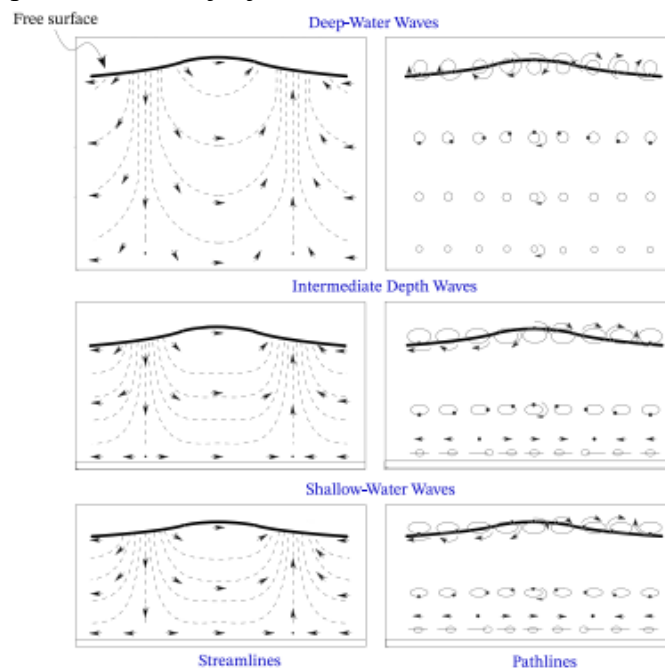 Free surface
Deep-Water Waves
Intermediate Depth Waves
Shallow-Water Waves
Streamlines
Pathlines